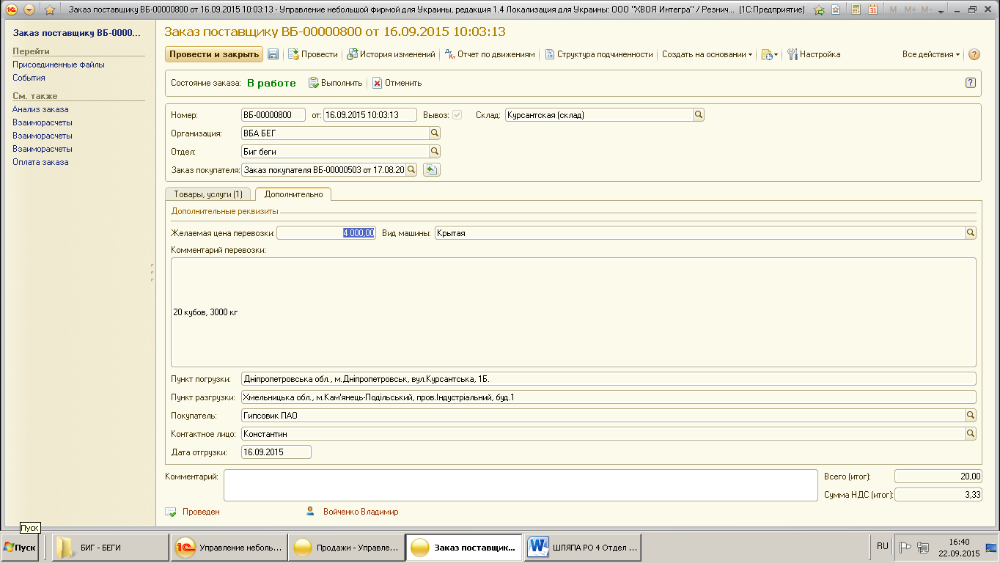 Заказ поставщику ВБ-00000800 от 16.09.2015 10:03:13 - Управление небольшой фирмой для Украины, редакция 1.4 Локализация для Украины: ООО "ХВОЯ Интегра" / Резнич... (1С:Предприятие)
M M+ M-
Заказ поставщику ВБ-0000...
Перейти
Присоединенные файлы
События
См. также
Анализ заказа
Взаиморасчеты
Взаиморасчеты
Взаиморасчеты
Оплата заказа
Заказ поставщику ВБ-00000800 от 16.09.2015 10:03:13
Провести и закрыть Провести История изменений Отчет по движениям Структура подчиненности Создать на основании Настройка Все действия
Состояние заказа: В работе Выполнить Отменить
Номер: ВБ-00000800 от: 16.09.2015 10:03:13 Вывоз: Склад: Курсантская (склад)
Организация: ВБА БЕГ
Отдел: Биг беги
Заказ покупателя: Заказ покупателя ВБ-00000503 от 17.08.20
Товары, услуги (1) Дополнительно
Дополнительные реквизиты
Желаемая цена перевозки: 4 000,00 Вид машины: Крытая
Комментарий перевозки:
20 кубов, 3000 кг
Пункт погрузки: Дніпропетровська обл., м.Дніпропетровськ, вул.Курсантська, 1Б.
Пункт разгрузки: Хмельницька обл., м.Кам'янець-Подільський, пров.Індустріальний, буд.1
Покупатель: Гипсовик ПАО
Контактное лицо: Константин
Дата отгрузки: 16.09.2015
Комментарий: Всего (итог): 20,00
Сумма НДС (итог): 3,33
Проведен Войченко Владимир
Пуск
Пуск БИГ - БЕГИ Управление неболь... Продажи - Управле... Заказ поставщик... ШЛЯПА РО 4 Отдел ... RU 16:40
22.09.2015